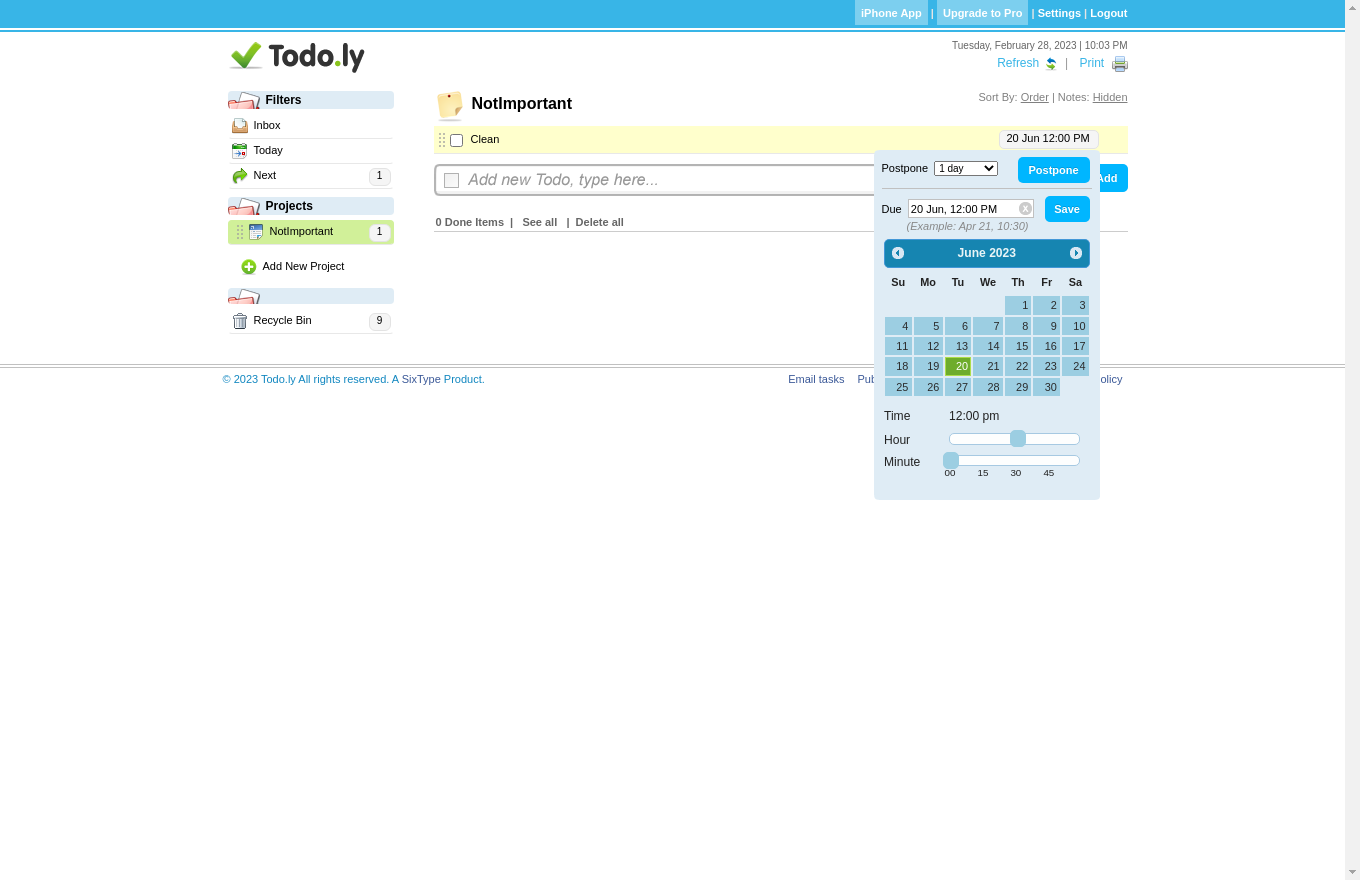 iPhone App | Upgrade to Pro | Settings | Logout
Todo.ly
Tuesday, February 28, 2023 | 10:03 PM
Refresh | Print
Filters
Inbox
Today
Next 1
Projects
NotImportant 1
Add New Project
Recycle Bin 9
NotImportant
Sort By: Order | Notes: Hidden
Clean
20 Jun 12:00 PM
Add new Todo, type here...
Add
0 Done Items | See all | Delete all
Postpone 1 day Postpone
Due 20 Jun, 12:00 PM Save
(Example: Apr 21, 10:30)
June 2023
Su Mo Tu We Th Fr Sa
1 2 3
4 5 6 7 8 9 10
11 12 13 14 15 16 17
18 19 20 21 22 23 24
25 26 27 28 29 30
Time 12:00 pm
Hour
Minute
00 15 30 45
© 2023 Todo.ly All rights reserved. A SixType Product.
Email tasks